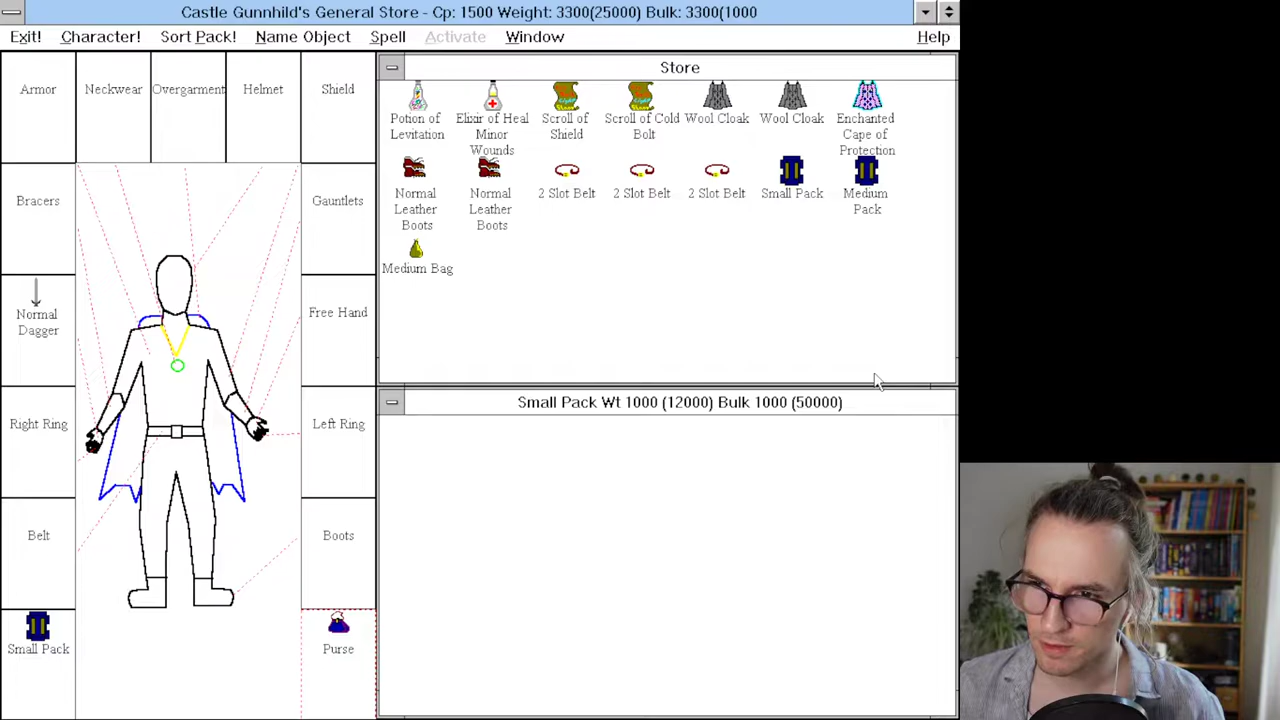 Castle Gunnhild's General Store - Cp: 1500 Weight: 3300(25000) Bulk: 3300(1000
Exit! Character! Sort Pack! Name Object Spell Activate Window Help
Armor Neckwear Overgarment Helmet Shield
Store
Potion of Levitation
Elixir of Heal Minor Wounds
Scroll of Shield
Scroll of Cold Bolt
Wool Cloak
Wool Cloak
Enchanted Cape of Protection
Normal Leather Boots
Normal Leather Boots
2 Slot Belt
2 Slot Belt
2 Slot Belt
Small Pack
Medium Pack
Medium Bag
Bracers
Gauntlets
Normal Dagger
Free Hand
Small Pack Wt 1000 (12000) Bulk 1000 (50000)
Right Ring
Left Ring
Belt
Boots
Small Pack
Purse